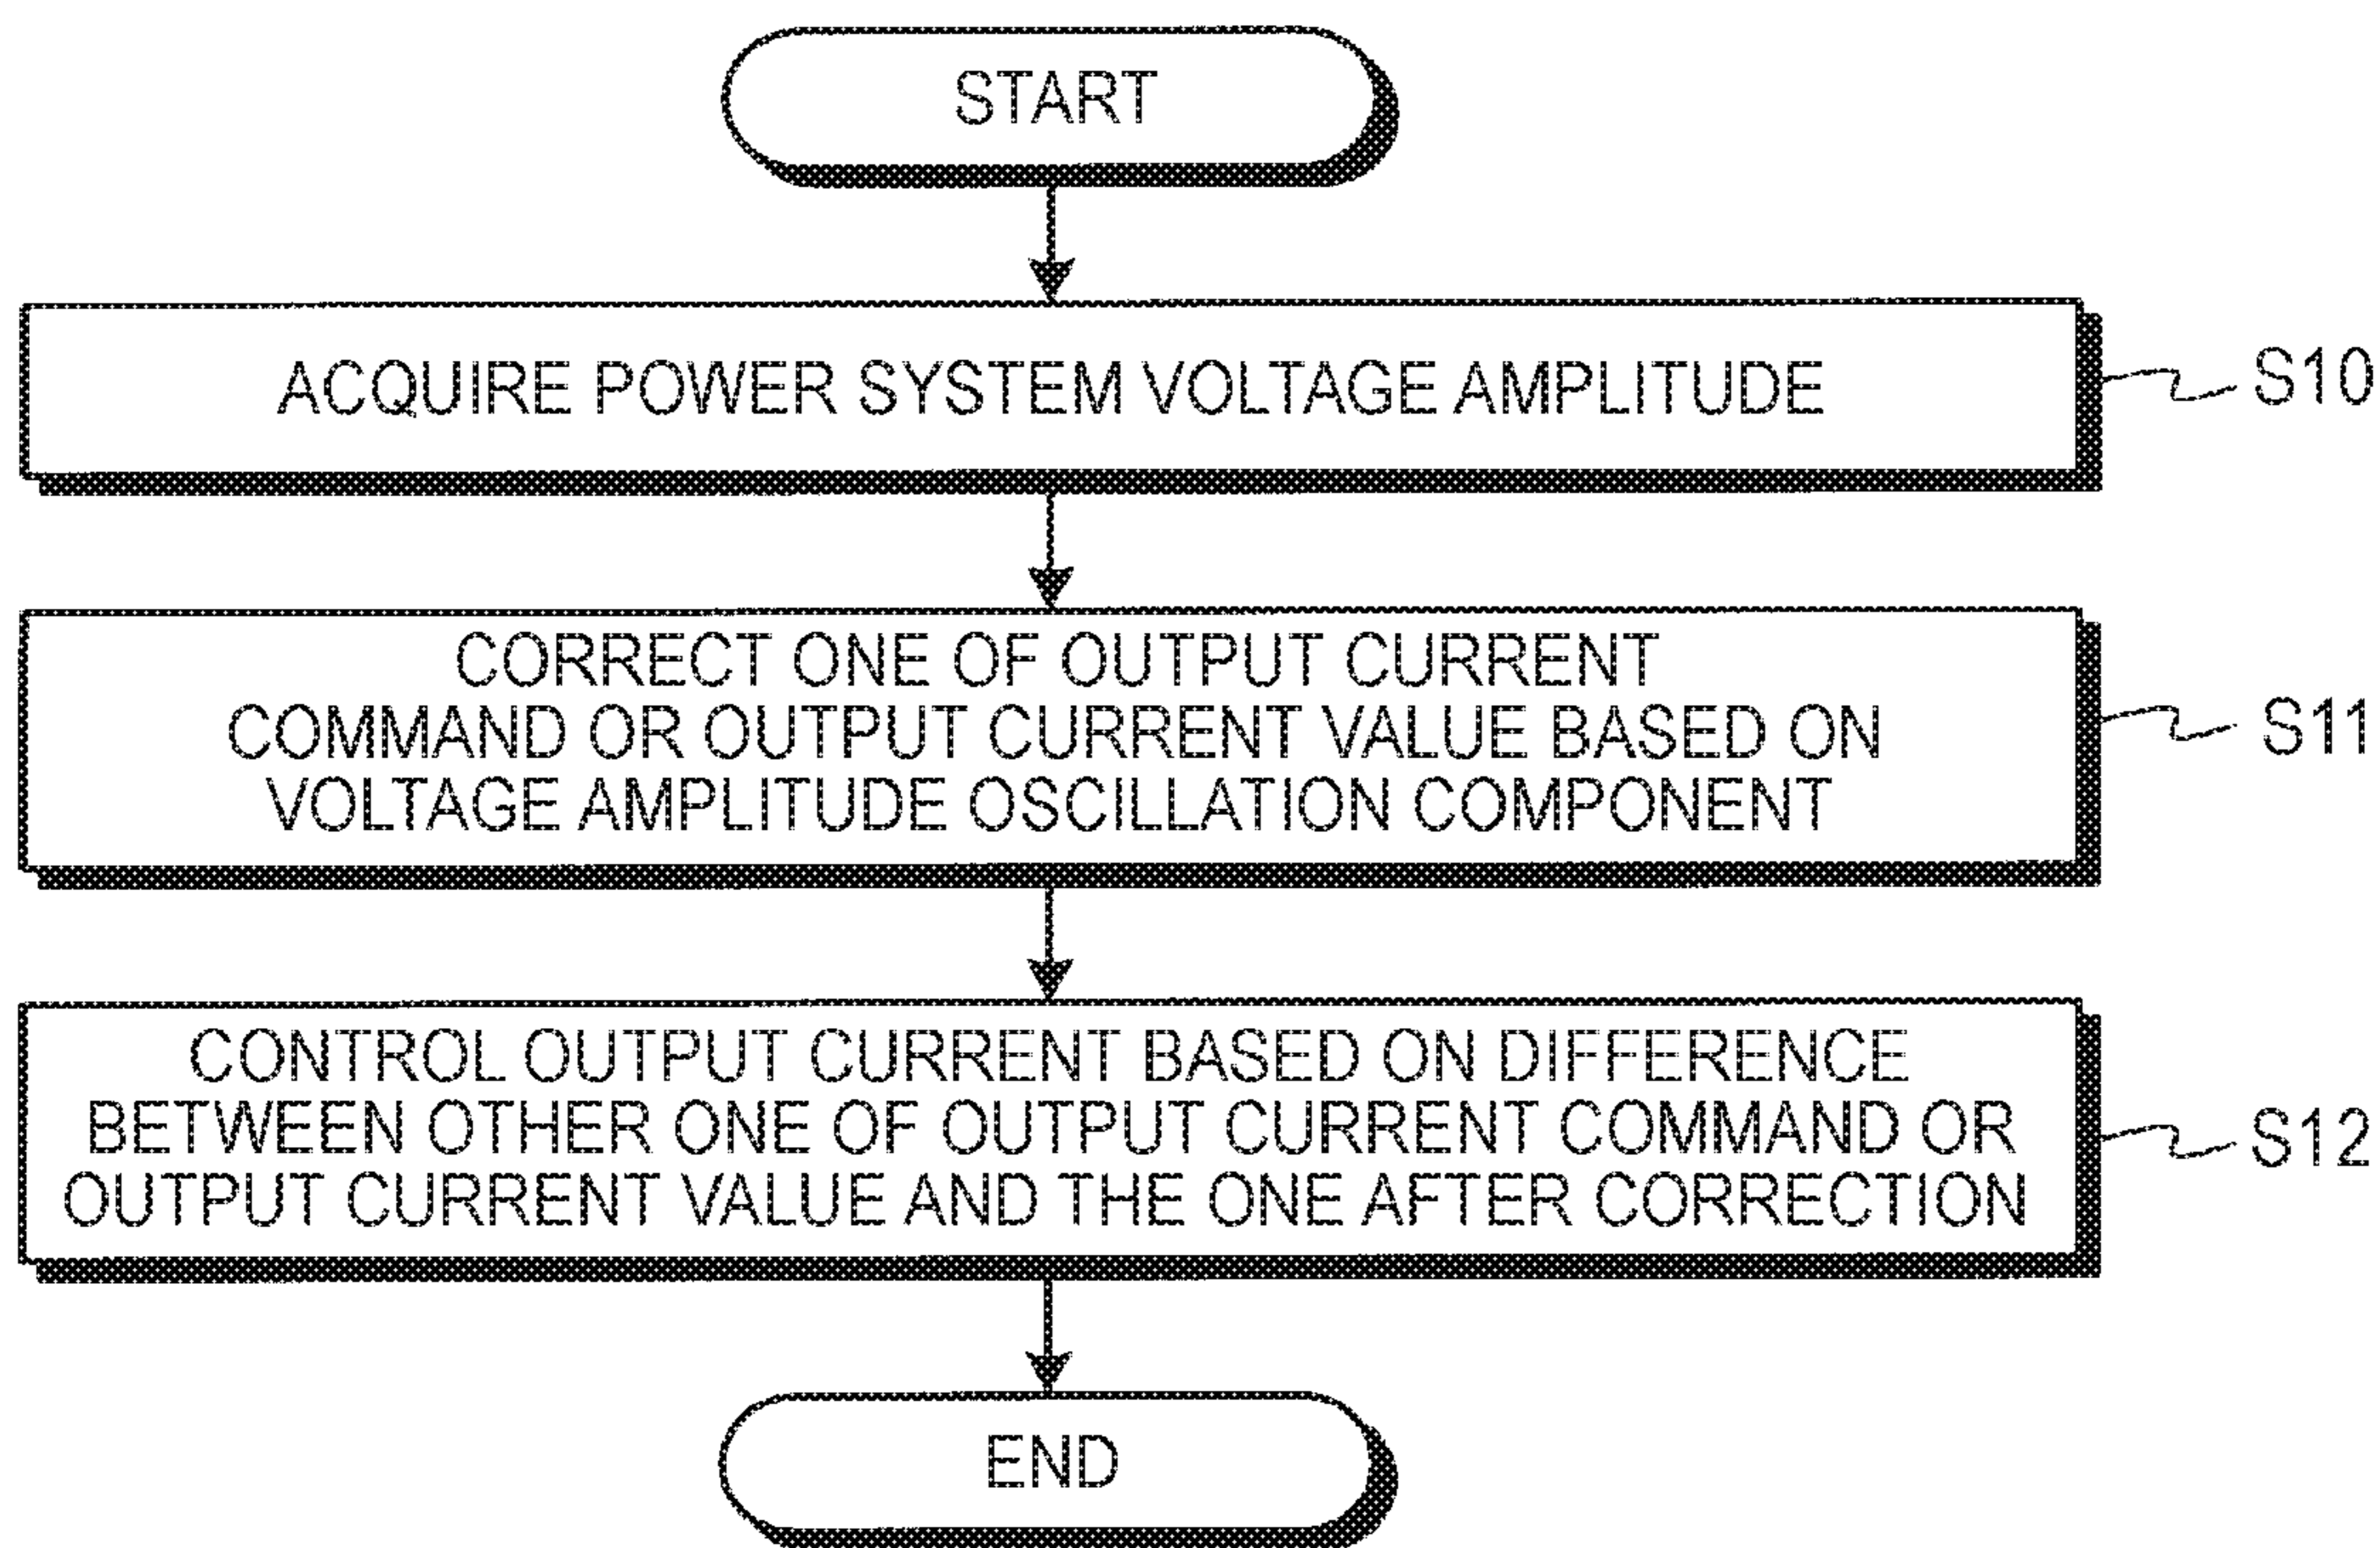 START
ACQUIRE POWER SYSTEM VOLTAGE AMPLITUDE
S10
CORRECT ONE OF OUTPUT CURRENT
COMMAND OR OUTPUT CURRENT VALUE BASED ON
VOLTAGE AMPLITUDE OSCILLATION COMPONENT
S11
CONTROL OUTPUT CURRENT BASED ON DIFFERENCE
BETWEEN OTHER ONE OF OUTPUT CURRENT COMMAND OR
OUTPUT CURRENT VALUE AND THE ONE AFTER CORRECTION
S12
END